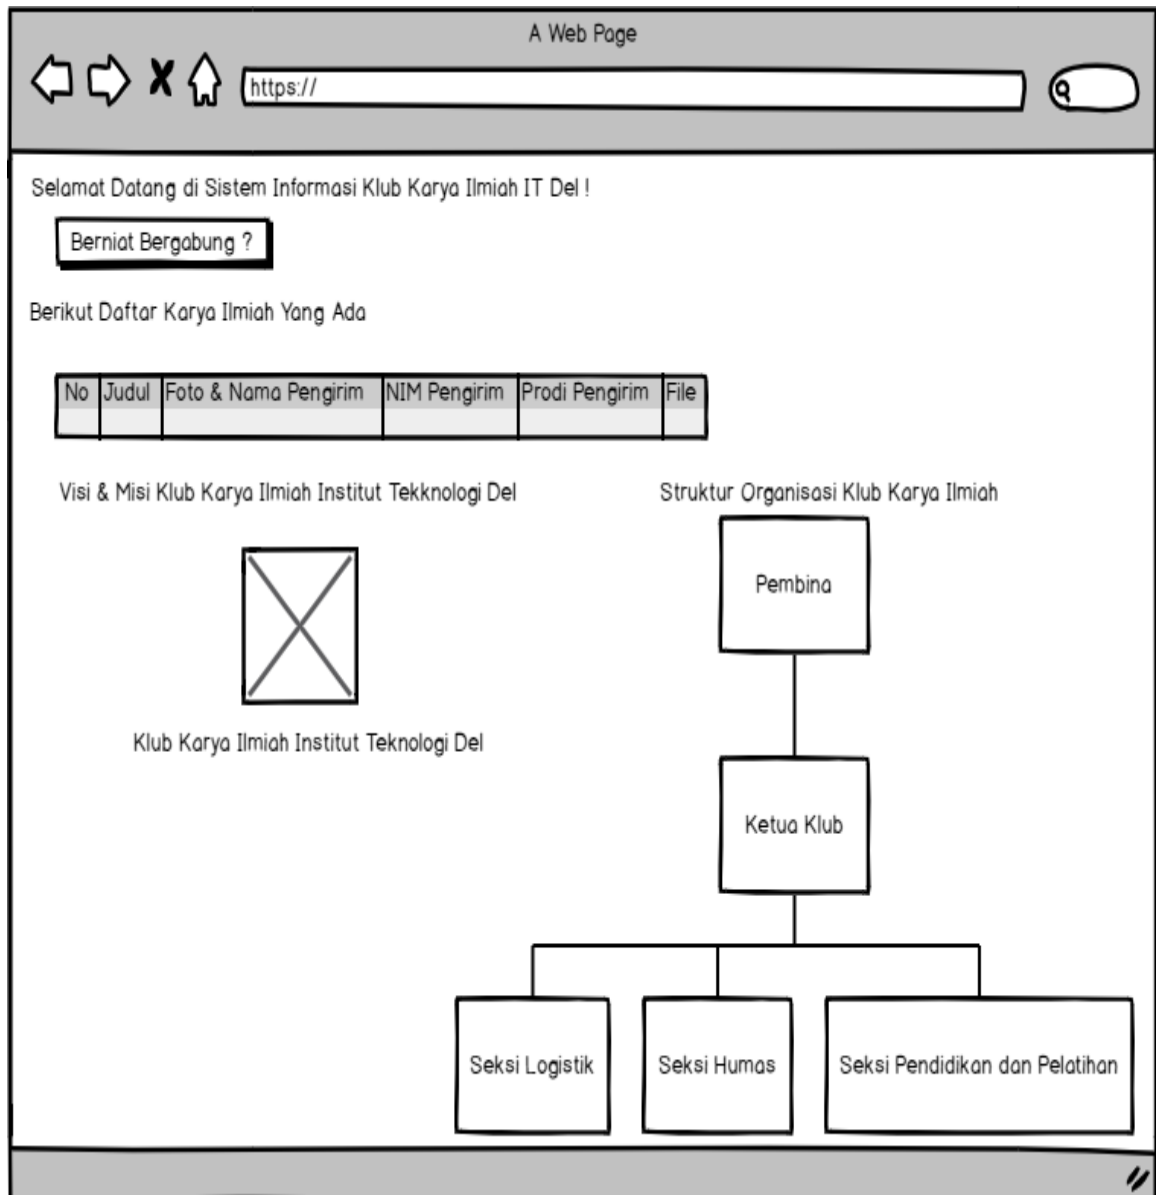 A Web Page
https://
Selamat Datang di Sistem Informasi Klub Karya Ilmiah IT Del !
Berniat Bergabung ?
Berikut Daftar Karya Ilmiah Yang Ada
No Judul Foto & Nama Pengirim NIM Pengirim Prodi Pengirim File
Visi & Misi Klub Karya Ilmiah Institut Tekknologi Del
Klub Karya Ilmiah Institut Teknologi Del
Struktur Organisasi Klub Karya Ilmiah
Pembina
Ketua Klub
Seksi Logistik
Seksi Humas
Seksi Pendidikan dan Pelatihan